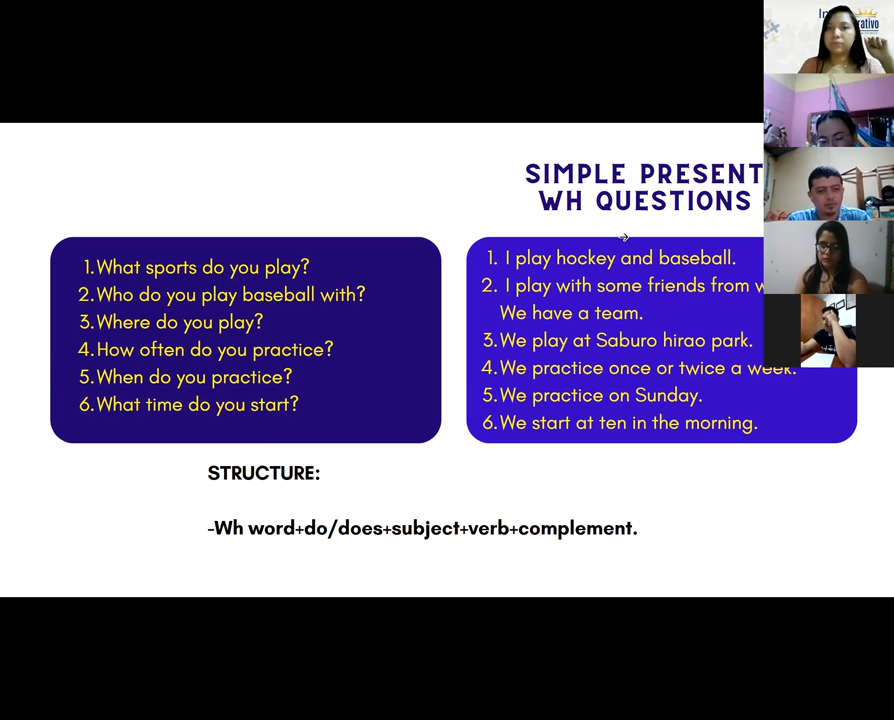 SIMPLE PRESENT
WH QUESTIONS
1. What sports do you play?
2. Who do you play baseball with?
3. Where do you play?
4. How often do you practice?
5. When do you practice?
6. What time do you start?
1. I play hockey and baseball.
2. I play with some friends from
We have a team.
3. We play at Saburo hirao park.
4. We practice once or twice a week.
5. We practice on Sunday.
6. We start at ten in the morning.
STRUCTURE:
-Wh word+do/does+subject+verb+complement.